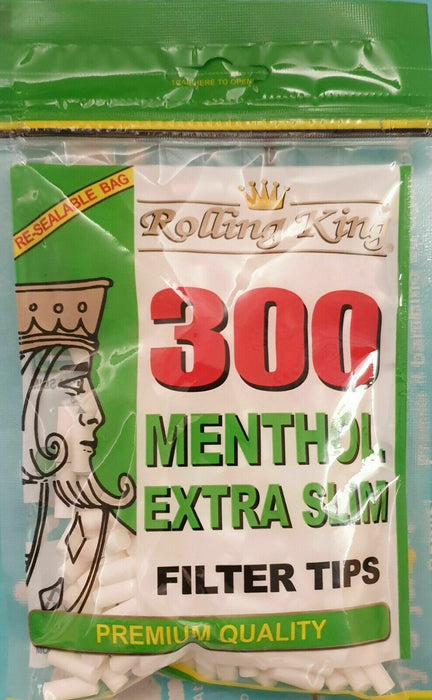 TEAR HERE TO OPEN
RE-SEALABLE BAG
Rolling King
300
MENTHOL
EXTRA SLIM
FILTER TIPS
PREMIUM QUALITY